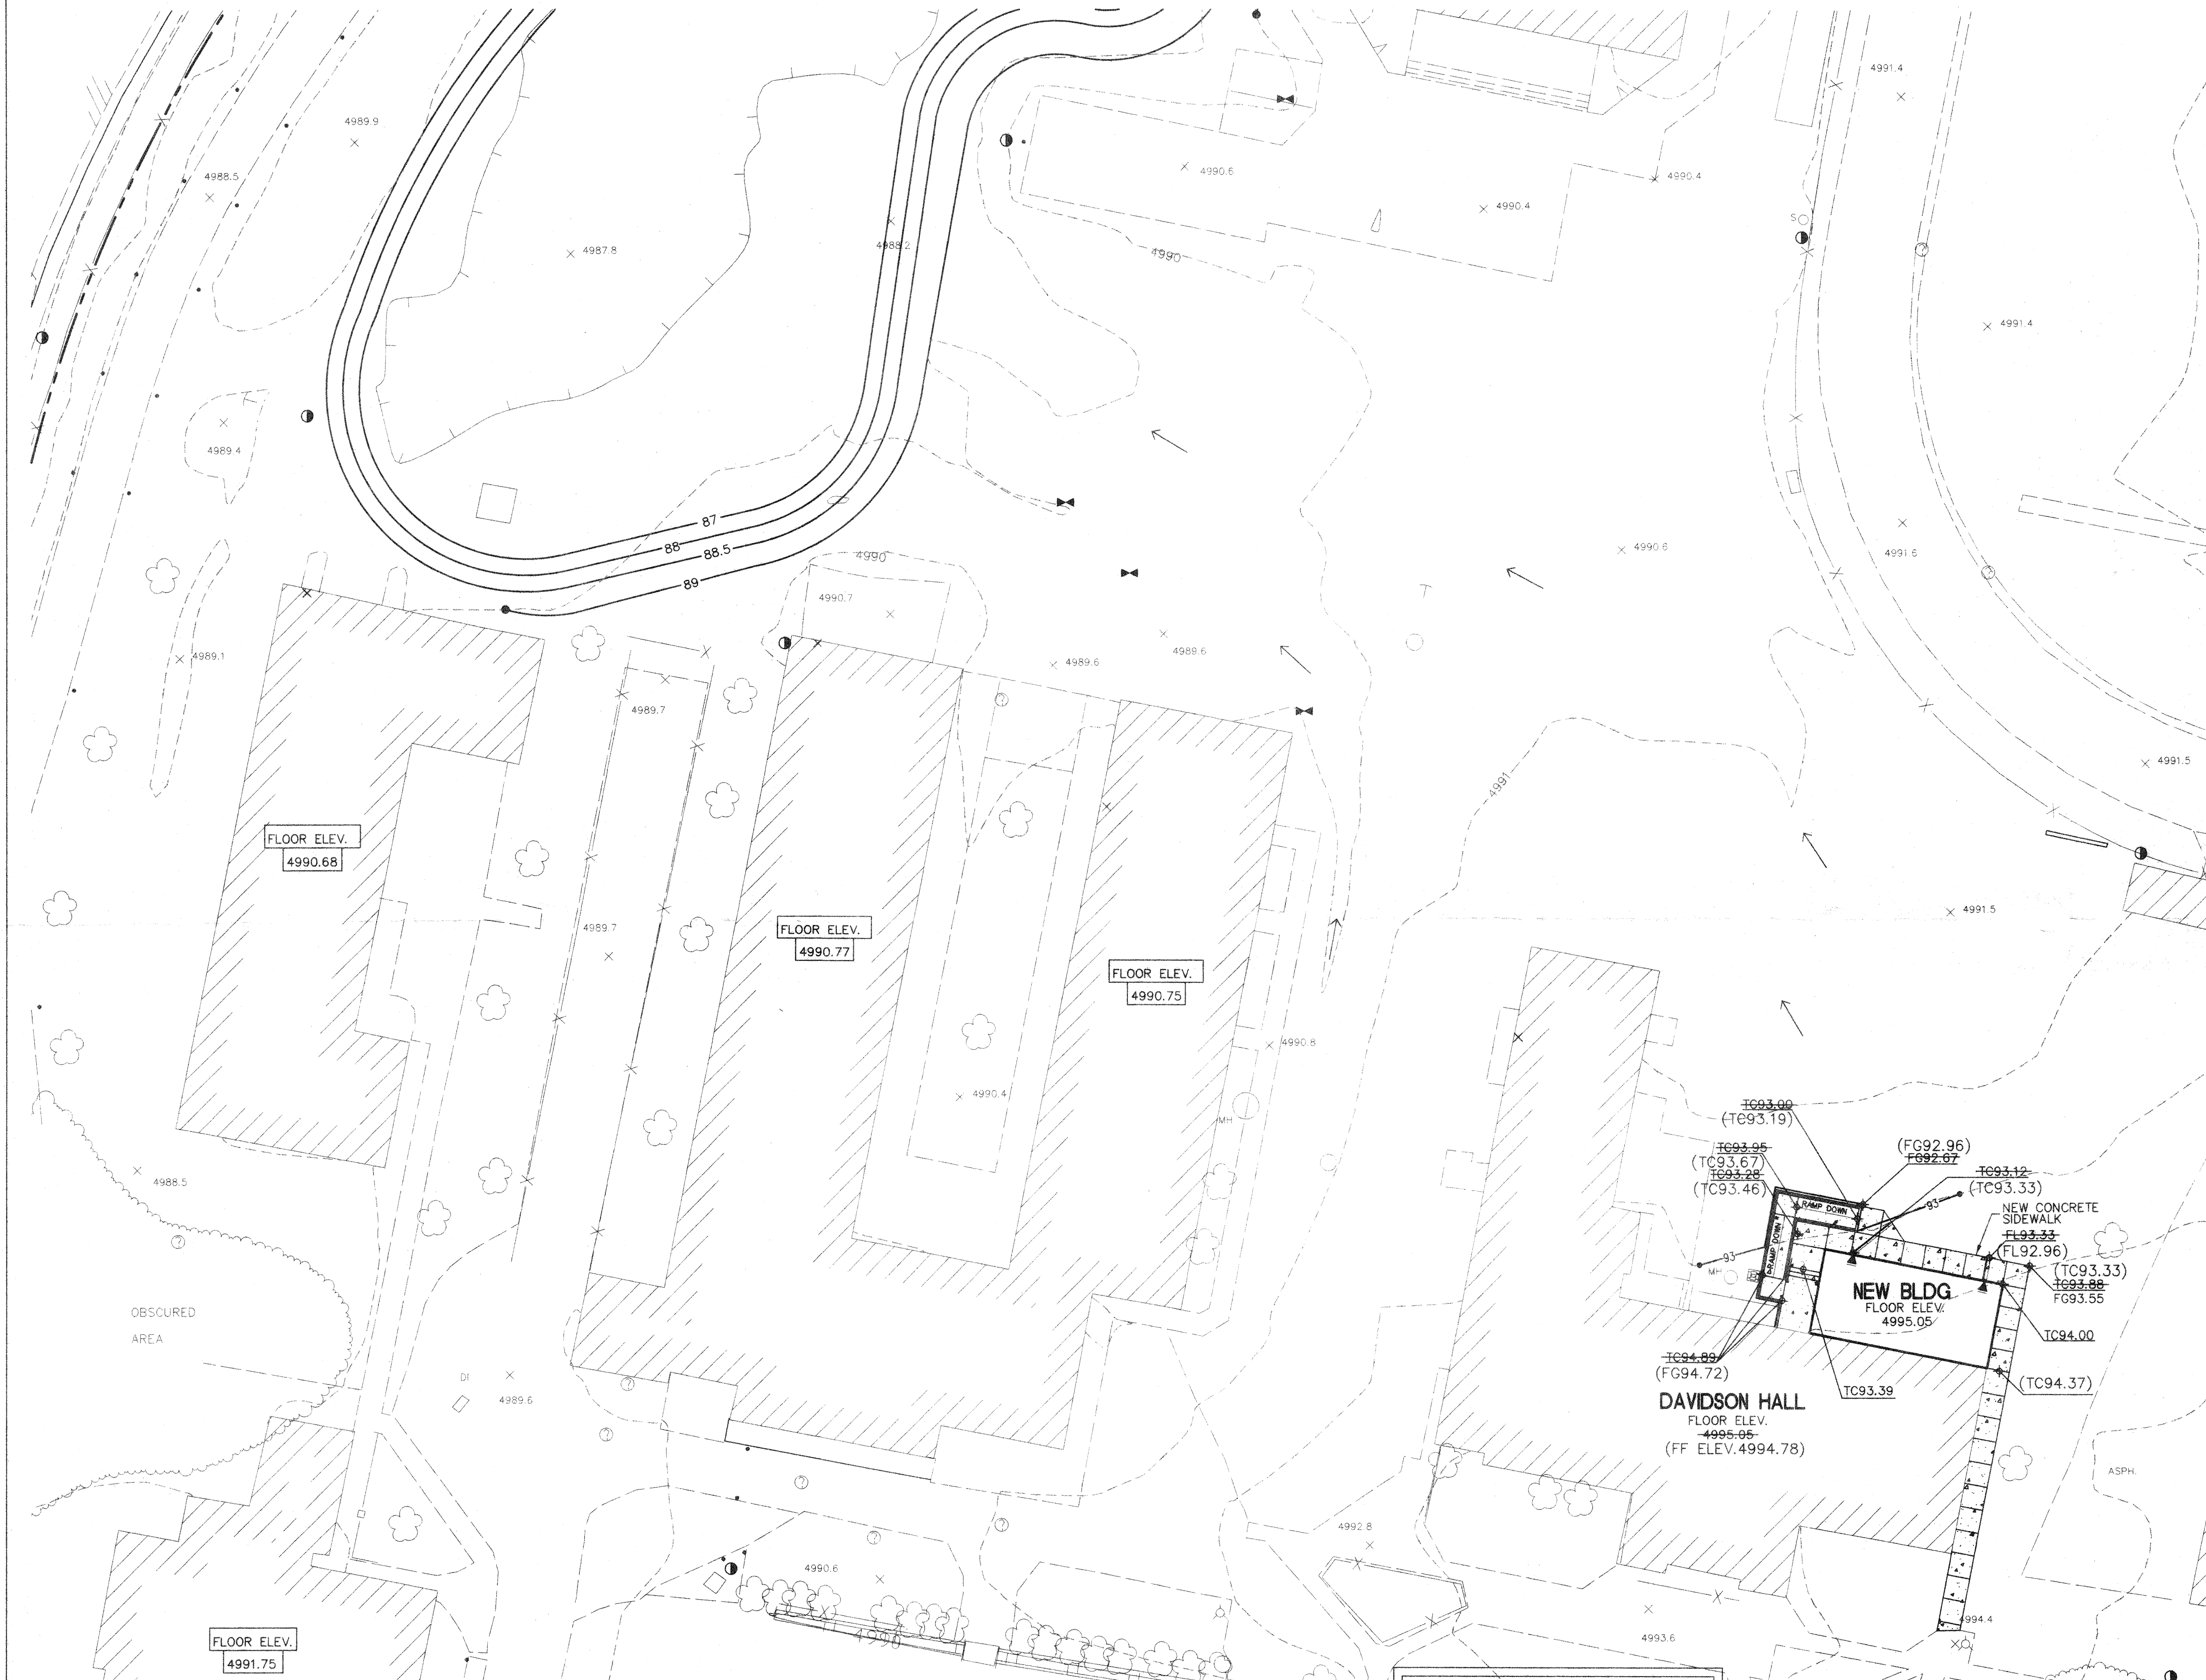 4991.4
4989.9
4988.5
4990.6
4990.4
4990.4
S
4988.2
4987.8
4990
4991.4
4989.4
87
88
88.5
89
4990
4990.6
4991.6
4990.7
4989.1
4989.6
4989.6
4989.7
4991.5
4991
FLOOR ELEV.
4990.68
4991.5
4989.7
FLOOR ELEV.
4990.77
FLOOR ELEV.
4990.75
4990.8
4990.4
MH
TC93.00
(TC93.19)
TC93.95
(TC93.67)
TC93.28
(TC93.46)
(FG92.96)
FG92.67
TC93.12
(TC93.33)
4988.5
RAMP DOWN
93
NEW CONCRETE
SIDEWALK
FL93.33
(FL92.96)
93
RAMP DOWN
MH
(TC93.33)
TC93.88
FG93.55
NEW BLDG
FLOOR ELEV.
4995.05
OBSCURED
AREA
TC94.00
TC94.89
(FG94.72)
TC93.39
(TC94.37)
DI
4989.6
DAVIDSON HALL
FLOOR ELEV.
4995.05
(FF ELEV.4994.78)
ASPH.
4992.8
4990.6
4994.4
4993.6
4990
FLOOR ELEV.
4991.75